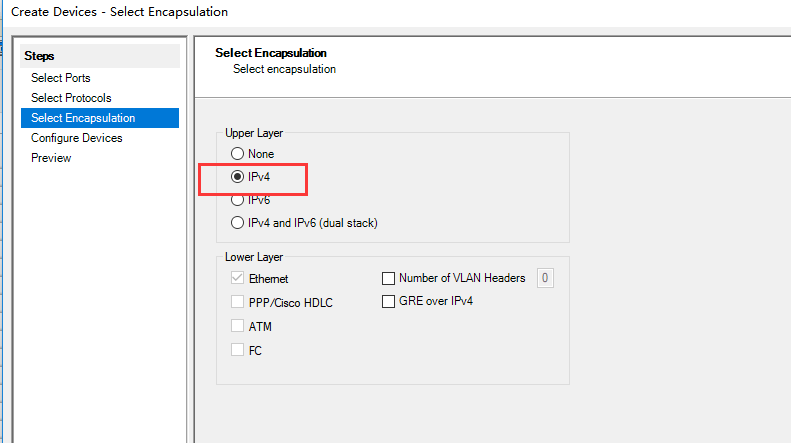 Create Devices - Select Encapsulation
Steps
Select Ports
Select Protocols
Select Encapsulation
Configure Devices
Preview
Select Encapsulation
Select encapsulation
Upper Layer
None
IPv4
IPv6
IPv4 and IPv6 (dual stack)
Lower Layer
Ethernet
PPP/Cisco HDLC
ATM
FC
Number of VLAN Headers 0
GRE over IPv4